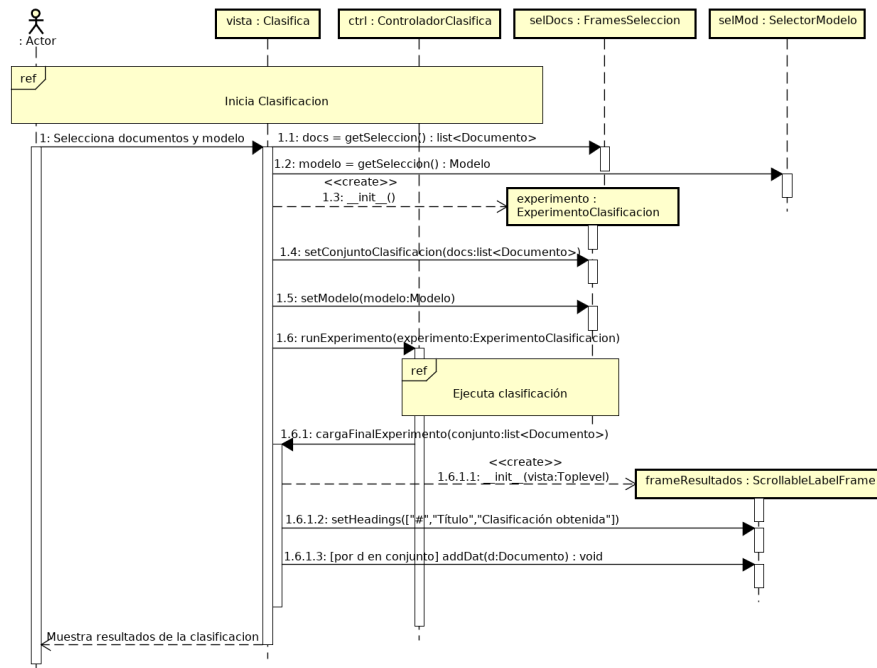 vista : Clasifica
ctrl : ControladorClasifica
selDocs : FramesSeleccion
selMod : SelectorModelo
: Actor
ref
Inicia Clasificacion
1: Selecciona documentos y modelo
1.1: docs = getSeleccion() : list<Documento>
1.2: modelo = getSeleccion() : Modelo
<<create>>
1.3: __init__()
experimento :
ExperimentoClasificacion
1.4: setConjuntoClasificacion(docs:list<Documento>)
1.5: setModelo(modelo:Modelo)
1.6: runExperimento(experimento:ExperimentoClasificacion)
ref
Ejecuta clasificación
1.6.1: cargaFinalExperimento(conjunto:list<Documento>)
<<create>>
1.6.1.1: __init__(vista:Toplevel)
frameResultados : ScrollableLabelFrame
1.6.1.2: setHeadings(["#","Título","Clasificación obtenida"])
1.6.1.3: [por d en conjunto] addDat(d:Documento) : void
Muestra resultados de la clasificacion